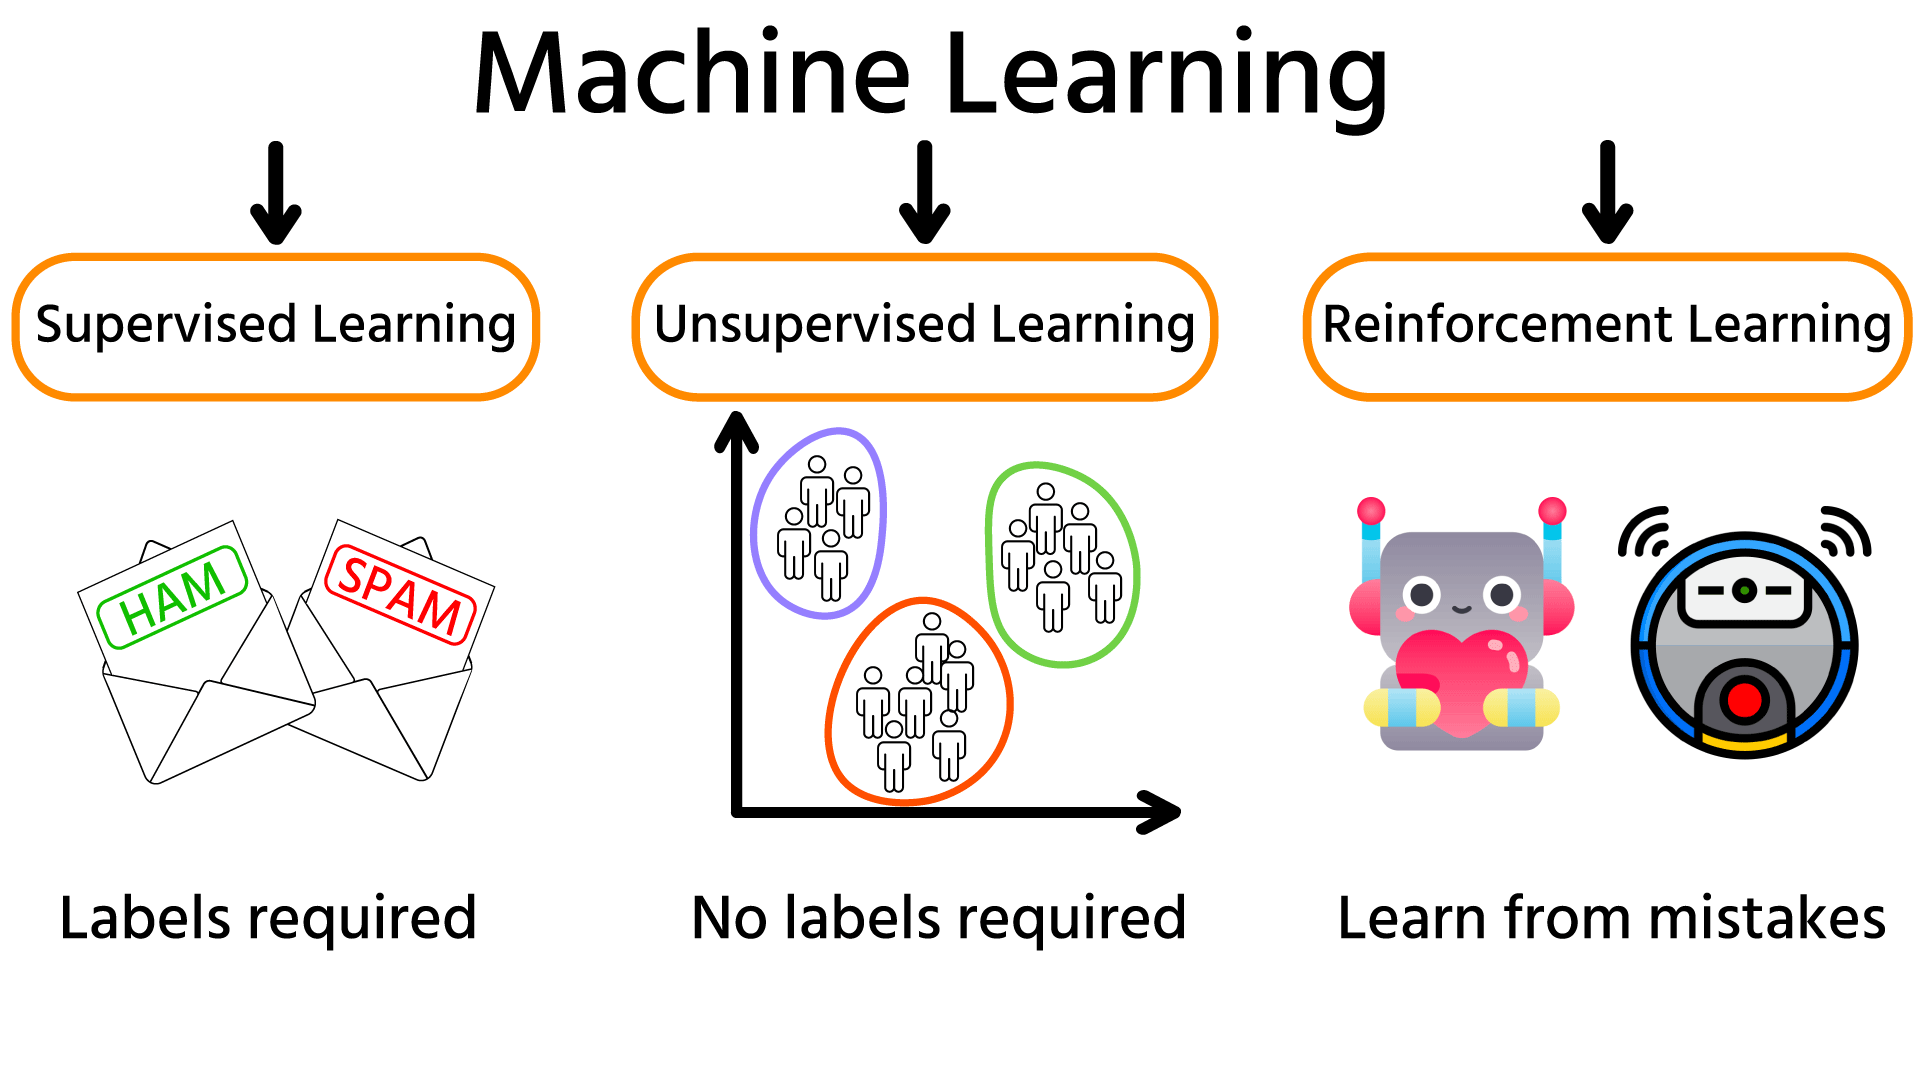 Machine Learning
Supervised Learning
Unsupervised Learning
Reinforcement Learning
HAM
SPAM
Labels required
No labels required
Learn from mistakes